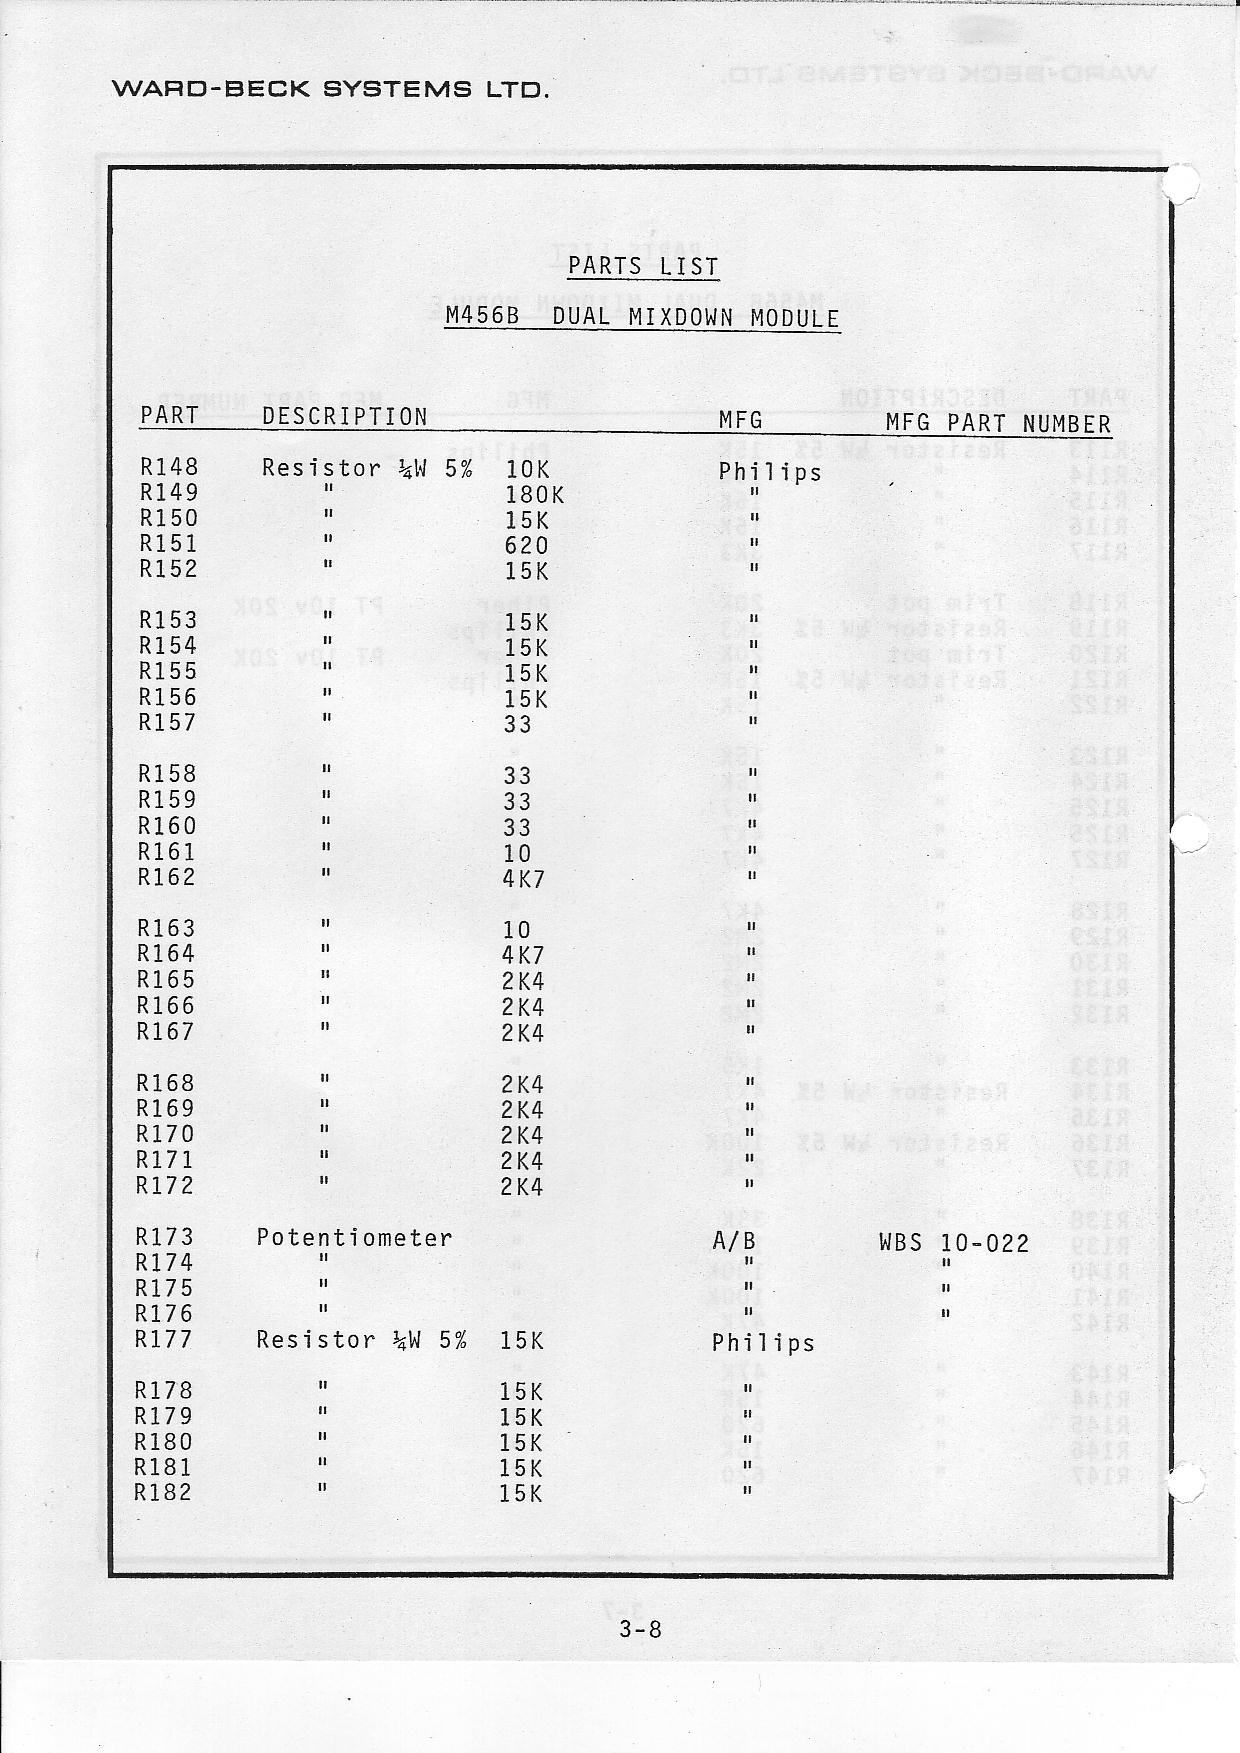 WARD-BECK SYSTEMS LTD.
PARTS LIST
M456B DUAL MIXDOWN MODULE
PART DESCRIPTION MFG MFG PART NUMBER
R148 Resistor ¼W 5% 10K Philips
R149 " 180K "
R150 " 15K "
R151 " 620 "
R152 " 15K "
R153 " 15K "
R154 " 15K "
R155 " 15K "
R156 " 15K "
R157 " 33 "
R158 " 33 "
R159 " 33 "
R160 " 33 "
R161 " 10 "
R162 " 4K7 "
R163 " 10 "
R164 " 4K7 "
R165 " 2K4 "
R166 " 2K4 "
R167 " 2K4 "
R168 " 2K4 "
R169 " 2K4 "
R170 " 2K4 "
R171 " 2K4 "
R172 " 2K4 "
R173 Potentiometer A/B WBS 10-022
R174 " " "
R175 " " "
R176 " " "
R177 Resistor ¼W 5% 15K Philips
R178 " 15K "
R179 " 15K "
R180 " 15K "
R181 " 15K "
R182 " 15K "
3-8